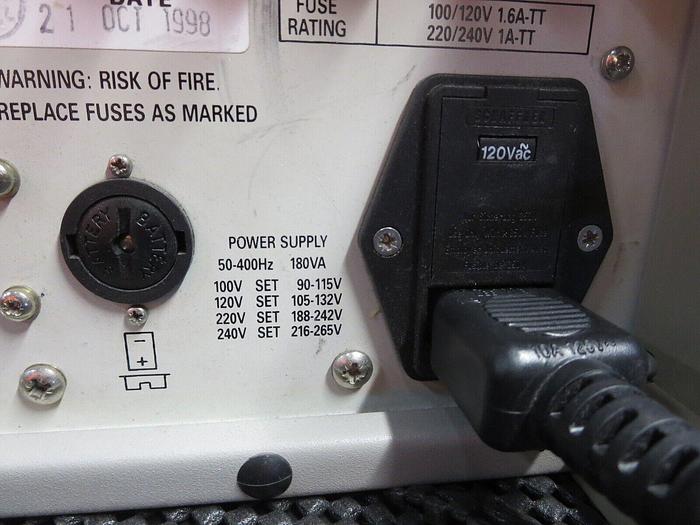 DATE
21 OCT 1998
FUSE RATING
100/120V 1.6A-TT
220/240V 1A-TT
WARNING: RISK OF FIRE.
REPLACE FUSES AS MARKED
SCHAFFNER
120Vac~
BATTERY BATTERY
POWER SUPPLY
50-400Hz 180VA
100V SET 90-115V
120V SET 105-132V
220V SET 188-242V
240V SET 216-265V
- +
10A 125V~